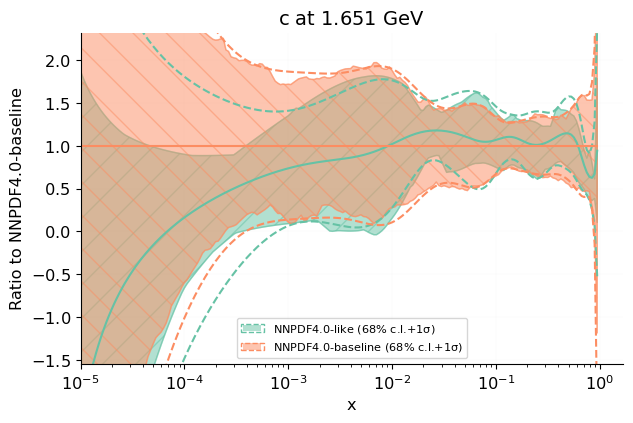 c at 1.651 GeV
Ratio to NNPDF4.0-baseline
2.0
1.5
1.0
0.5
0.0
−0.5
−1.0
−1.5
NNPDF4.0-like (68% c.l.+1σ)
NNPDF4.0-baseline (68% c.l.+1σ)
10⁻⁵ 10⁻⁴ 10⁻³ 10⁻² 10⁻¹ 10⁰
x